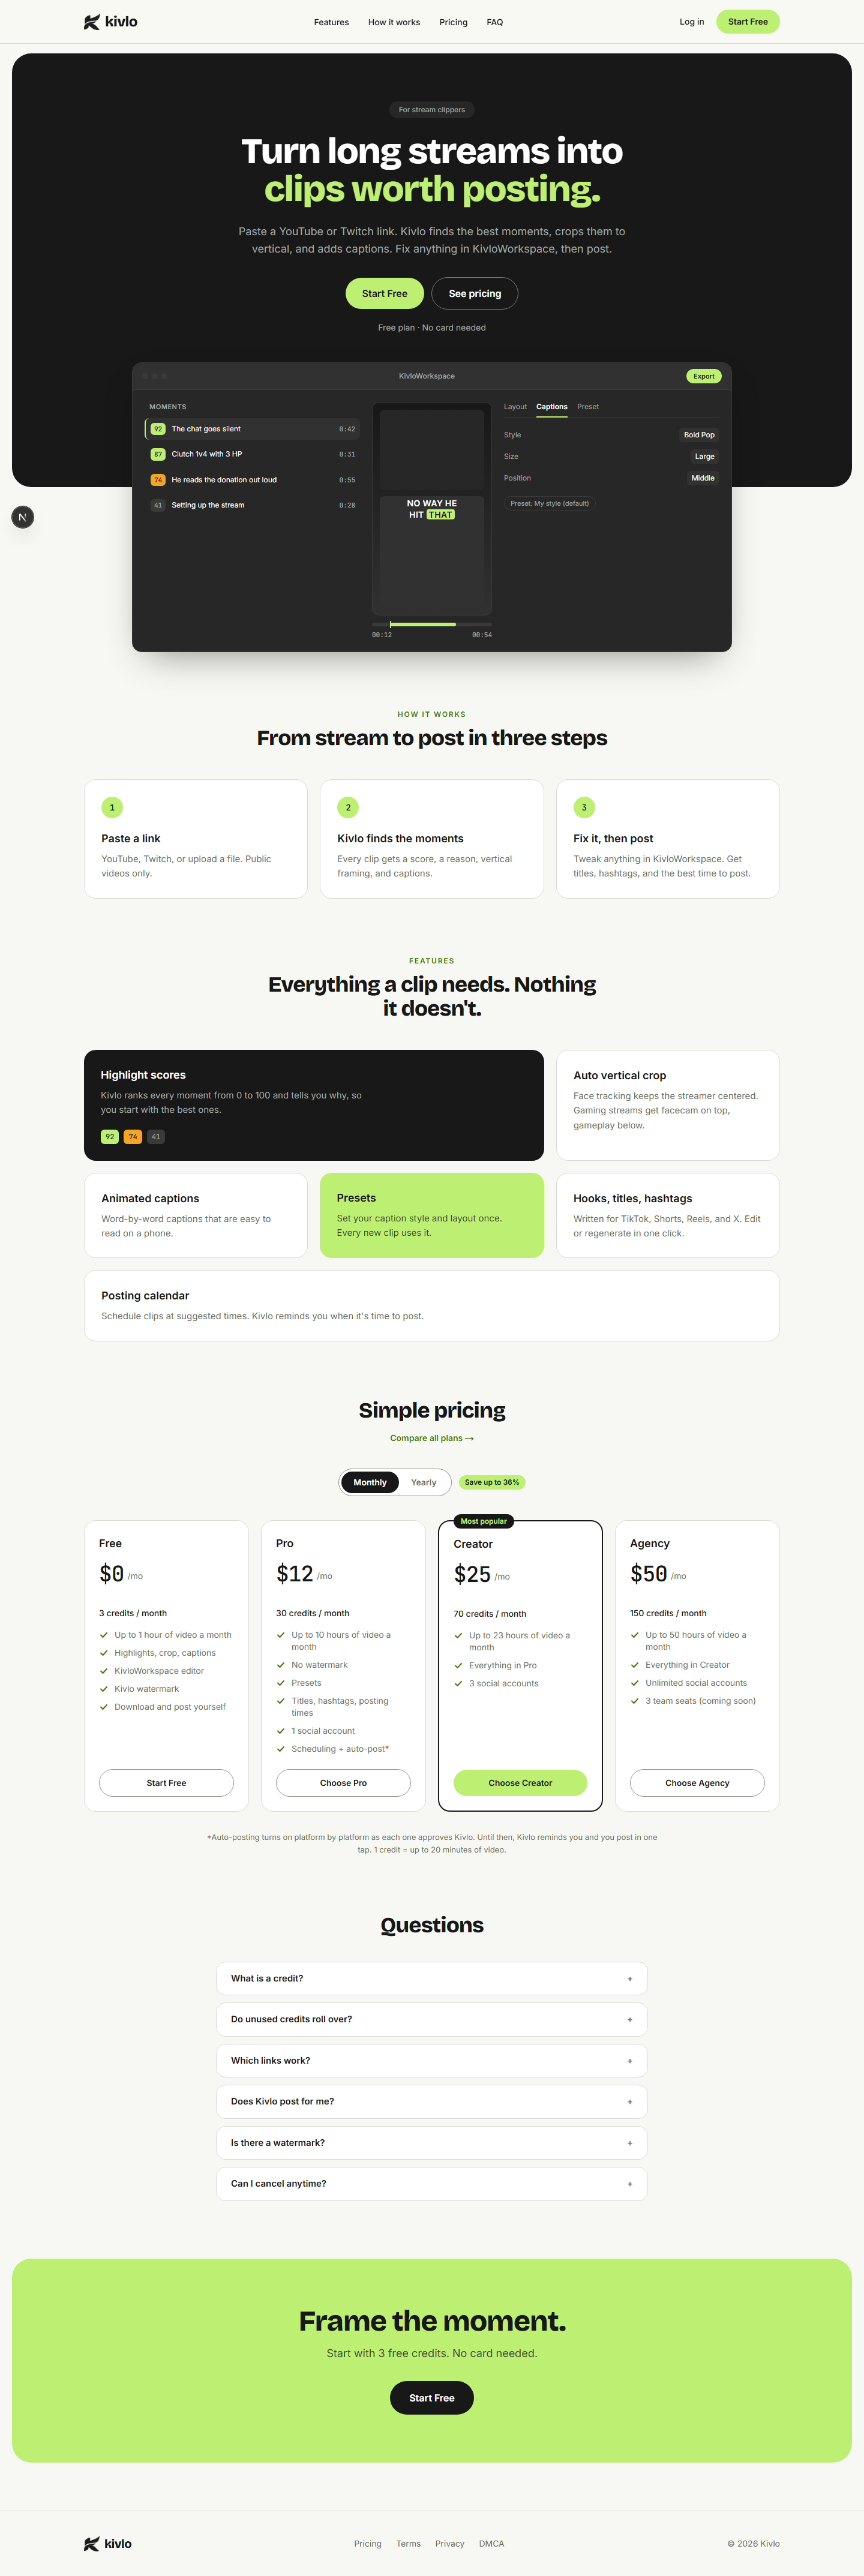 kivlo
Features
How it works
Pricing
FAQ
Log in
Start Free
For stream clippers
Turn long streams into
clips worth posting.
Paste a YouTube or Twitch link. Kivlo finds the best moments, crops them to
vertical, and adds captions. Fix anything in KivloWorkspace, then post.
Start Free
See pricing
Free plan · No card needed
KivloWorkspace
Export
MOMENTS
92 The chat goes silent 0:42
87 Clutch 1v4 with 3 HP 0:31
74 He reads the donation out loud 0:55
41 Setting up the stream 0:28
NO WAY HE
HIT THAT
00:12 00:54
Layout Captions Preset
Style Bold Pop
Size Large
Position Middle
Preset: My style (default)
N
HOW IT WORKS
From stream to post in three steps
1
Paste a link
YouTube, Twitch, or upload a file. Public
videos only.
2
Kivlo finds the moments
Every clip gets a score, a reason, vertical
framing, and captions.
3
Fix it, then post
Tweak anything in KivloWorkspace. Get
titles, hashtags, and the best time to post.
FEATURES
Everything a clip needs. Nothing
it doesn't.
Highlight scores
Kivlo ranks every moment from 0 to 100 and tells you why, so
you start with the best ones.
92 74 41
Auto vertical crop
Face tracking keeps the streamer centered.
Gaming streams get facecam on top,
gameplay below.
Animated captions
Word-by-word captions that are easy to
read on a phone.
Presets
Set your caption style and layout once.
Every new clip uses it.
Hooks, titles, hashtags
Written for TikTok, Shorts, Reels, and X. Edit
or regenerate in one click.
Posting calendar
Schedule clips at suggested times. Kivlo reminds you when it's time to post.
Simple pricing
Compare all plans →
Monthly Yearly Save up to 36%
Free
$0 /mo
3 credits / month
Up to 1 hour of video a month
Highlights, crop, captions
KivloWorkspace editor
Kivlo watermark
Download and post yourself
Start Free
Pro
$12 /mo
30 credits / month
Up to 10 hours of video a
month
No watermark
Presets
Titles, hashtags, posting
times
1 social account
Scheduling + auto-post*
Choose Pro
Most popular
Creator
$25 /mo
70 credits / month
Up to 23 hours of video a
month
Everything in Pro
3 social accounts
Choose Creator
Agency
$50 /mo
150 credits / month
Up to 50 hours of video a
month
Everything in Creator
Unlimited social accounts
3 team seats (coming soon)
Choose Agency
*Auto-posting turns on platform by platform as each one approves Kivlo. Until then, Kivlo reminds you and you post in one
tap. 1 credit = up to 20 minutes of video.
Questions
What is a credit? +
Do unused credits roll over? +
Which links work? +
Does Kivlo post for me? +
Is there a watermark? +
Can I cancel anytime? +
Frame the moment.
Start with 3 free credits. No card needed.
Start Free
kivlo
Pricing
Terms
Privacy
DMCA
© 2026 Kivlo